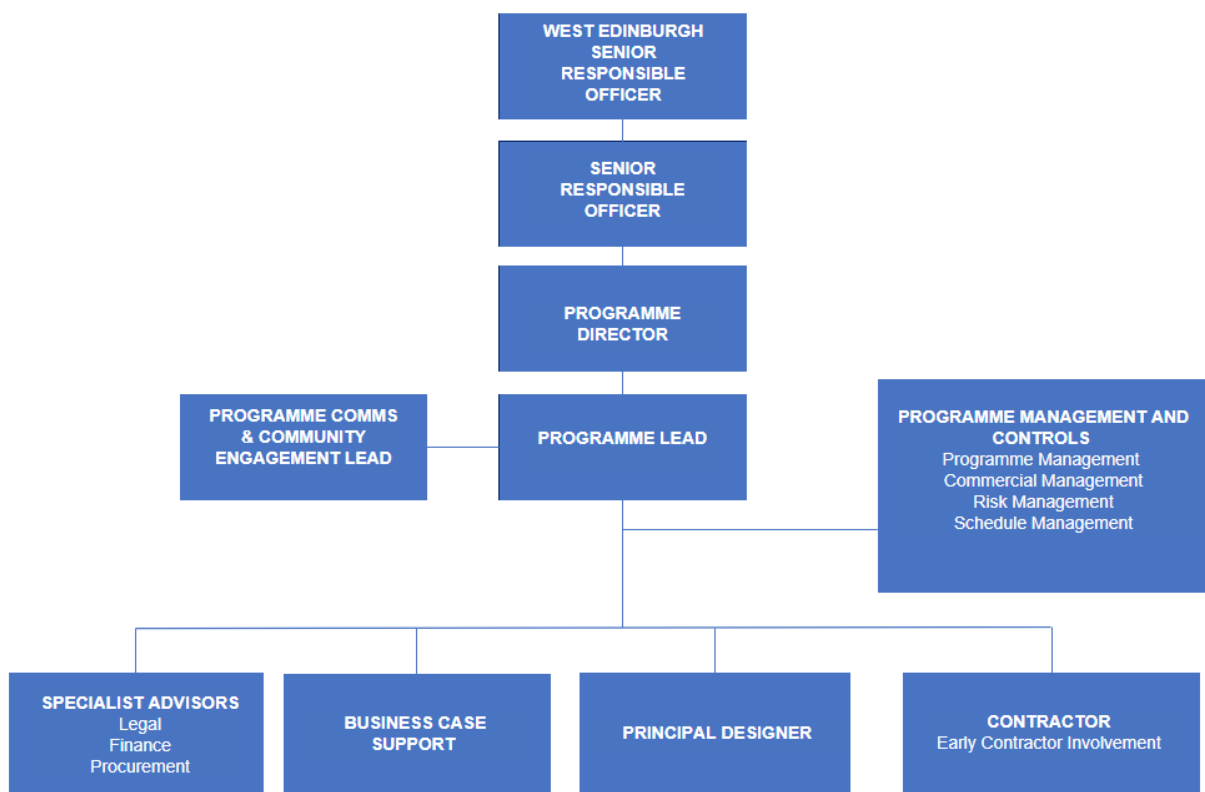 WEST EDINBURGH
SENIOR
RESPONSIBLE
OFFICER
SENIOR
RESPONSIBLE
OFFICER
PROGRAMME
DIRECTOR
PROGRAMME COMMS
& COMMUNITY
ENGAGEMENT LEAD
PROGRAMME LEAD
PROGRAMME MANAGEMENT AND
CONTROLS
Programme Management
Commercial Management
Risk Management
Schedule Management
SPECIALIST ADVISORS
Legal
Finance
Procurement
BUSINESS CASE
SUPPORT
PRINCIPAL DESIGNER
CONTRACTOR
Early Contractor Involvement